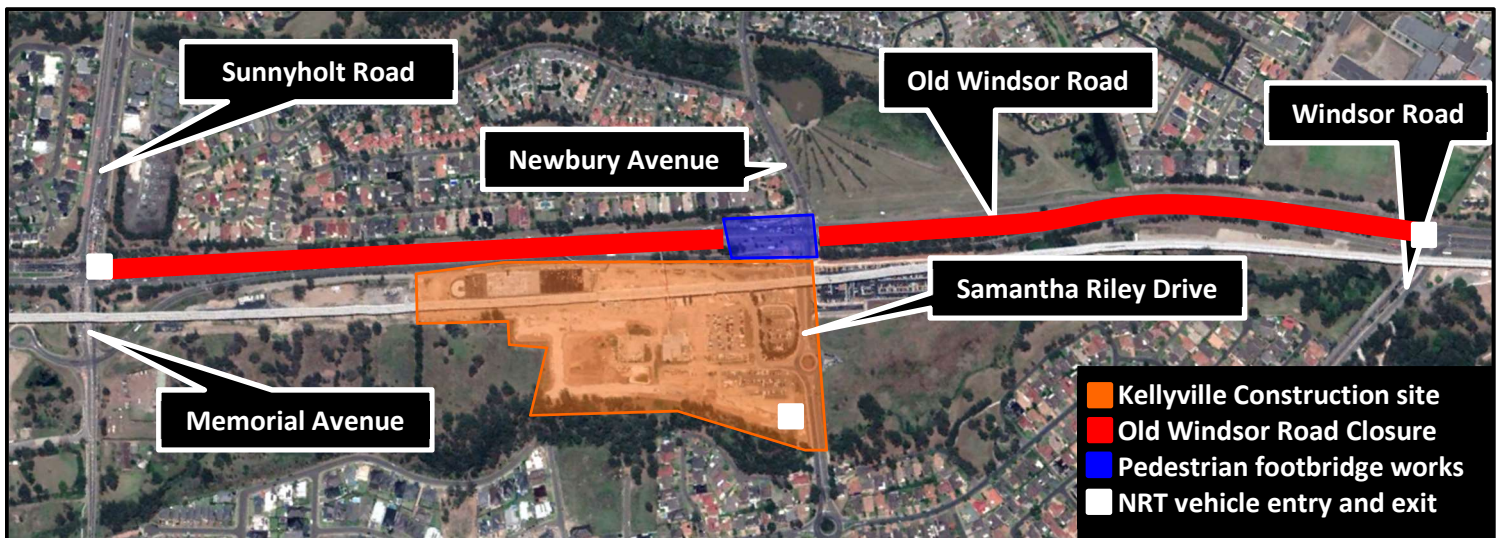 Sunnyholt Road
Old Windsor Road
Windsor Road
Newbury Avenue
Samantha Riley Drive
Memorial Avenue
Kellyville Construction site
Old Windsor Road Closure
Pedestrian footbridge works
NRT vehicle entry and exit